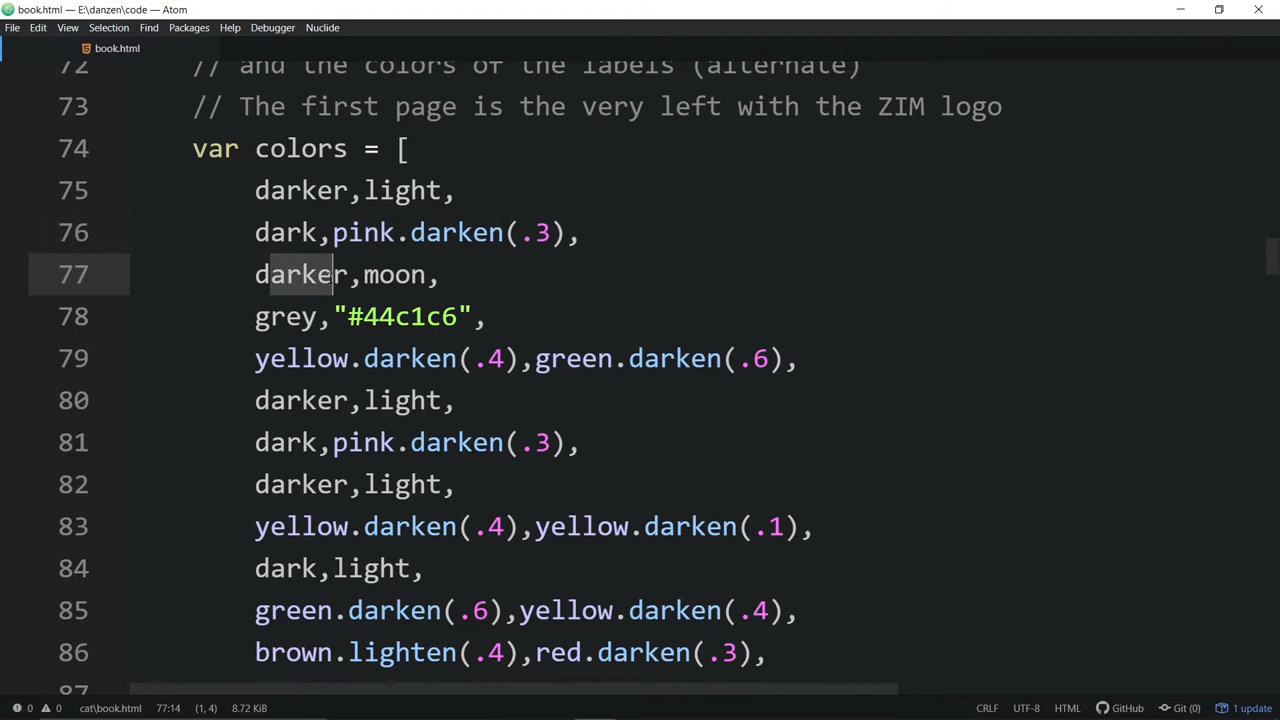 book.html — E:\danzen\code — Atom
File Edit View Selection Find Packages Help Debugger Nuclide
book.html
72 // and the colors of the labels (alternate)
73 // The first page is the very left with the ZIM logo
74 var colors = [
75 darker,light,
76 dark,pink.darken(.3),
77 darker,moon,
78 grey,"#44c1c6",
79 yellow.darken(.4),green.darken(.6),
80 darker,light,
81 dark,pink.darken(.3),
82 darker,light,
83 yellow.darken(.4),yellow.darken(.1),
84 dark,light,
85 green.darken(.6),yellow.darken(.4),
86 brown.lighten(.4),red.darken(.3),
87
0 0 cat\book.html 77:14 (1, 4) 8.72 KiB CRLF UTF-8 HTML GitHub Git (0) 1 update